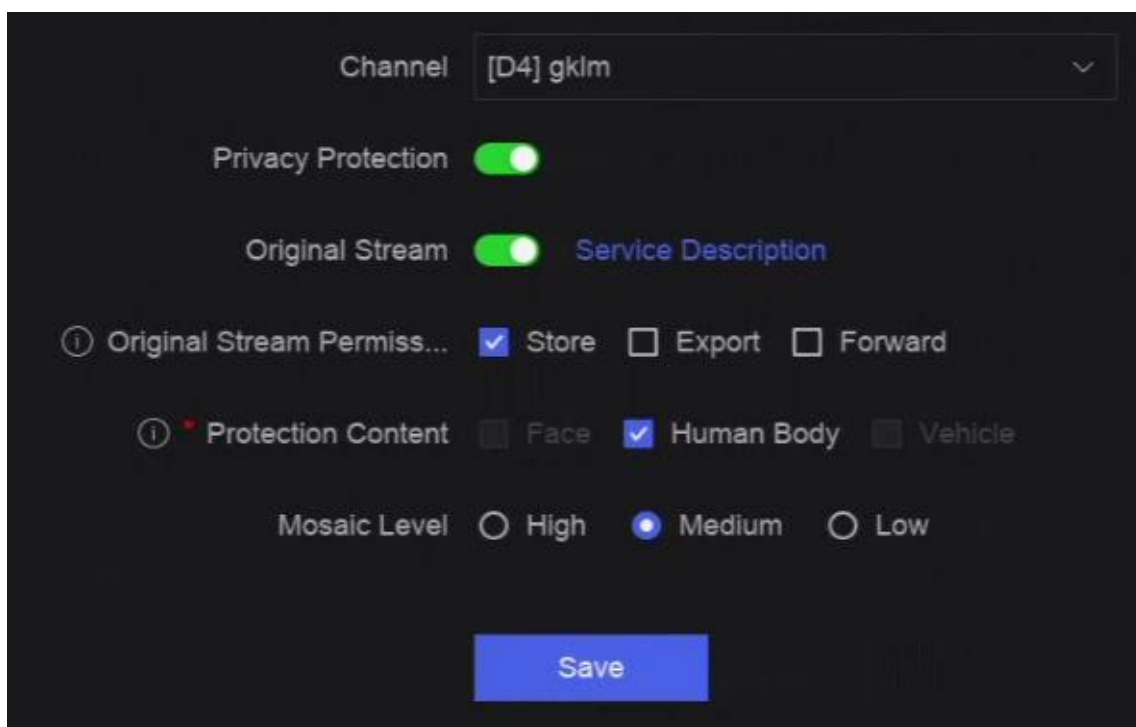 Channel [D4] gklm
Privacy Protection
Original Stream Service Description
Original Stream Permiss... Store Export Forward
* Protection Content Face Human Body Vehicle
Mosaic Level High Medium Low
Save